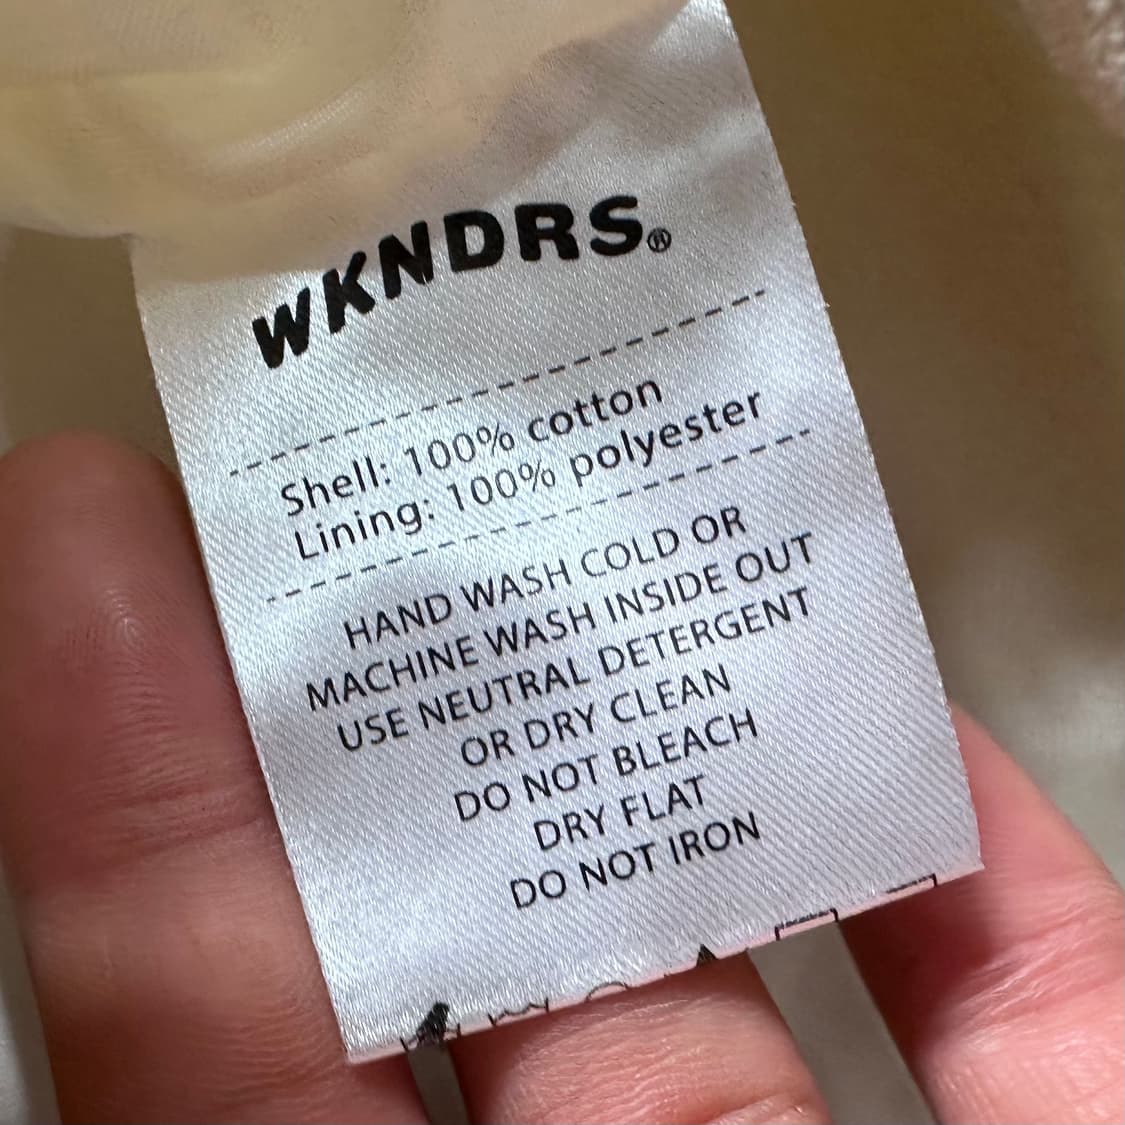 WKNDRS®
Shell: 100% cotton
Lining: 100% polyester
HAND WASH COLD OR
MACHINE WASH INSIDE OUT
USE NEUTRAL DETERGENT
OR DRY CLEAN
DO NOT BLEACH
DRY FLAT
DO NOT IRON